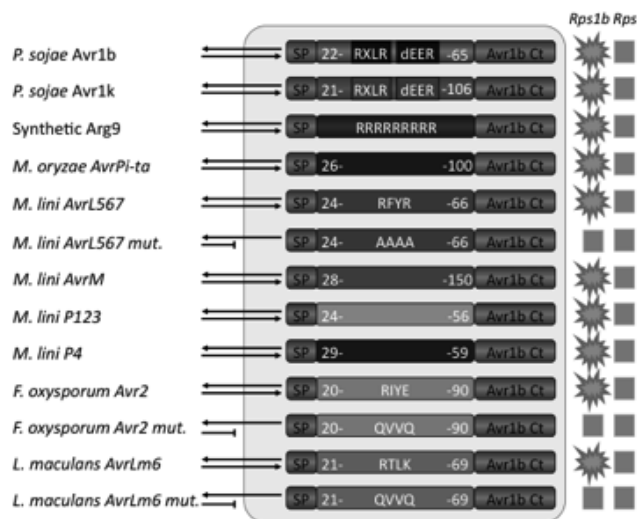 Rps1b Rps
P. sojae Avr1b SP 22- RXLR dEER -65 Avr1b Ct
P. sojae Avr1k SP 21- RXLR dEER -106 Avr1b Ct
Synthetic Arg9 SP RRRRRRRRR Avr1b Ct
M. oryzae AvrPi-ta SP 26- -100 Avr1b Ct
M. lini AvrL567 SP 24- RFYR -66 Avr1b Ct
M. lini AvrL567 mut. SP 24- AAAA -66 Avr1b Ct
M. lini AvrM SP 28- -150 Avr1b Ct
M. lini P123 SP 24- -56 Avr1b Ct
M. lini P4 SP 29- -59 Avr1b Ct
F. oxysporum Avr2 SP 20- RIYE -90 Avr1b Ct
F. oxysporum Avr2 mut. SP 20- QVVQ -90 Avr1b Ct
L. maculans AvrLm6 SP 21- RTLK -69 Avr1b Ct
L. maculans AvrLm6 mut. SP 21- QVVQ -69 Avr1b Ct